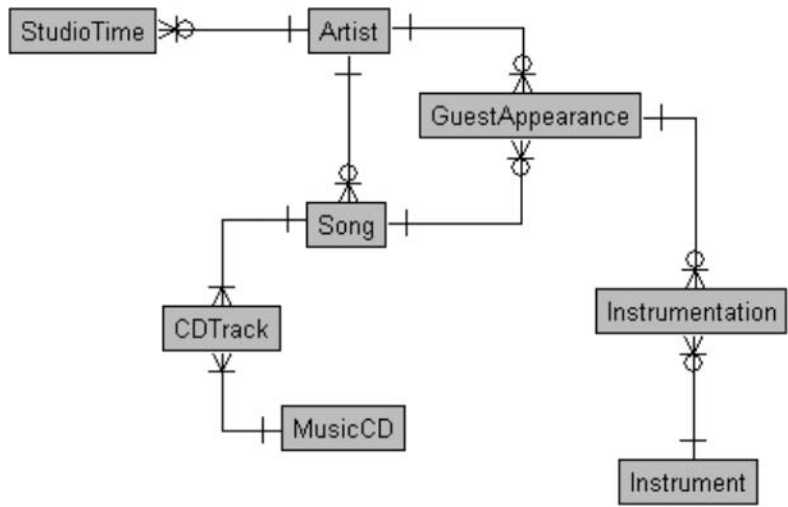 StudioTime
Artist
GuestAppearance
Song
CDTrack
Instrumentation
MusicCD
Instrument